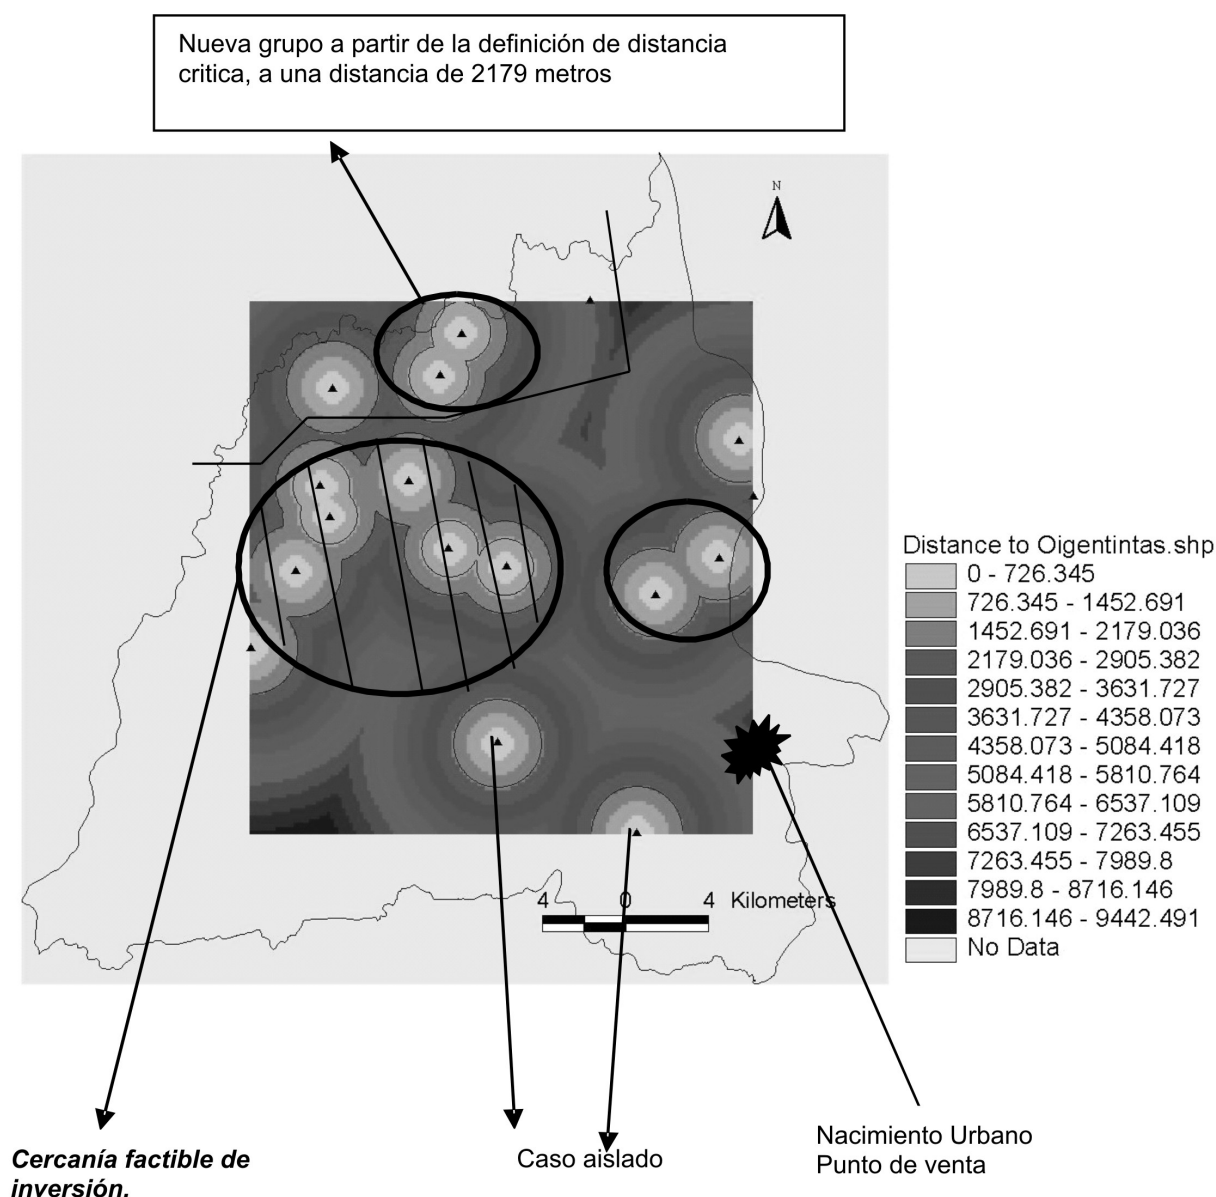 Nueva grupo a partir de la definición de distancia
critica, a una distancia de 2179 metros
N
Distance to Oigentintas.shp
0 - 726.345
726.345 - 1452.691
1452.691 - 2179.036
2179.036 - 2905.382
2905.382 - 3631.727
3631.727 - 4358.073
4358.073 - 5084.418
5084.418 - 5810.764
5810.764 - 6537.109
6537.109 - 7263.455
7263.455 - 7989.8
7989.8 - 8716.146
8716.146 - 9442.491
No Data
4 0 4 Kilometers
Cercanía factible de
inversión.
Caso aislado
Nacimiento Urbano
Punto de venta